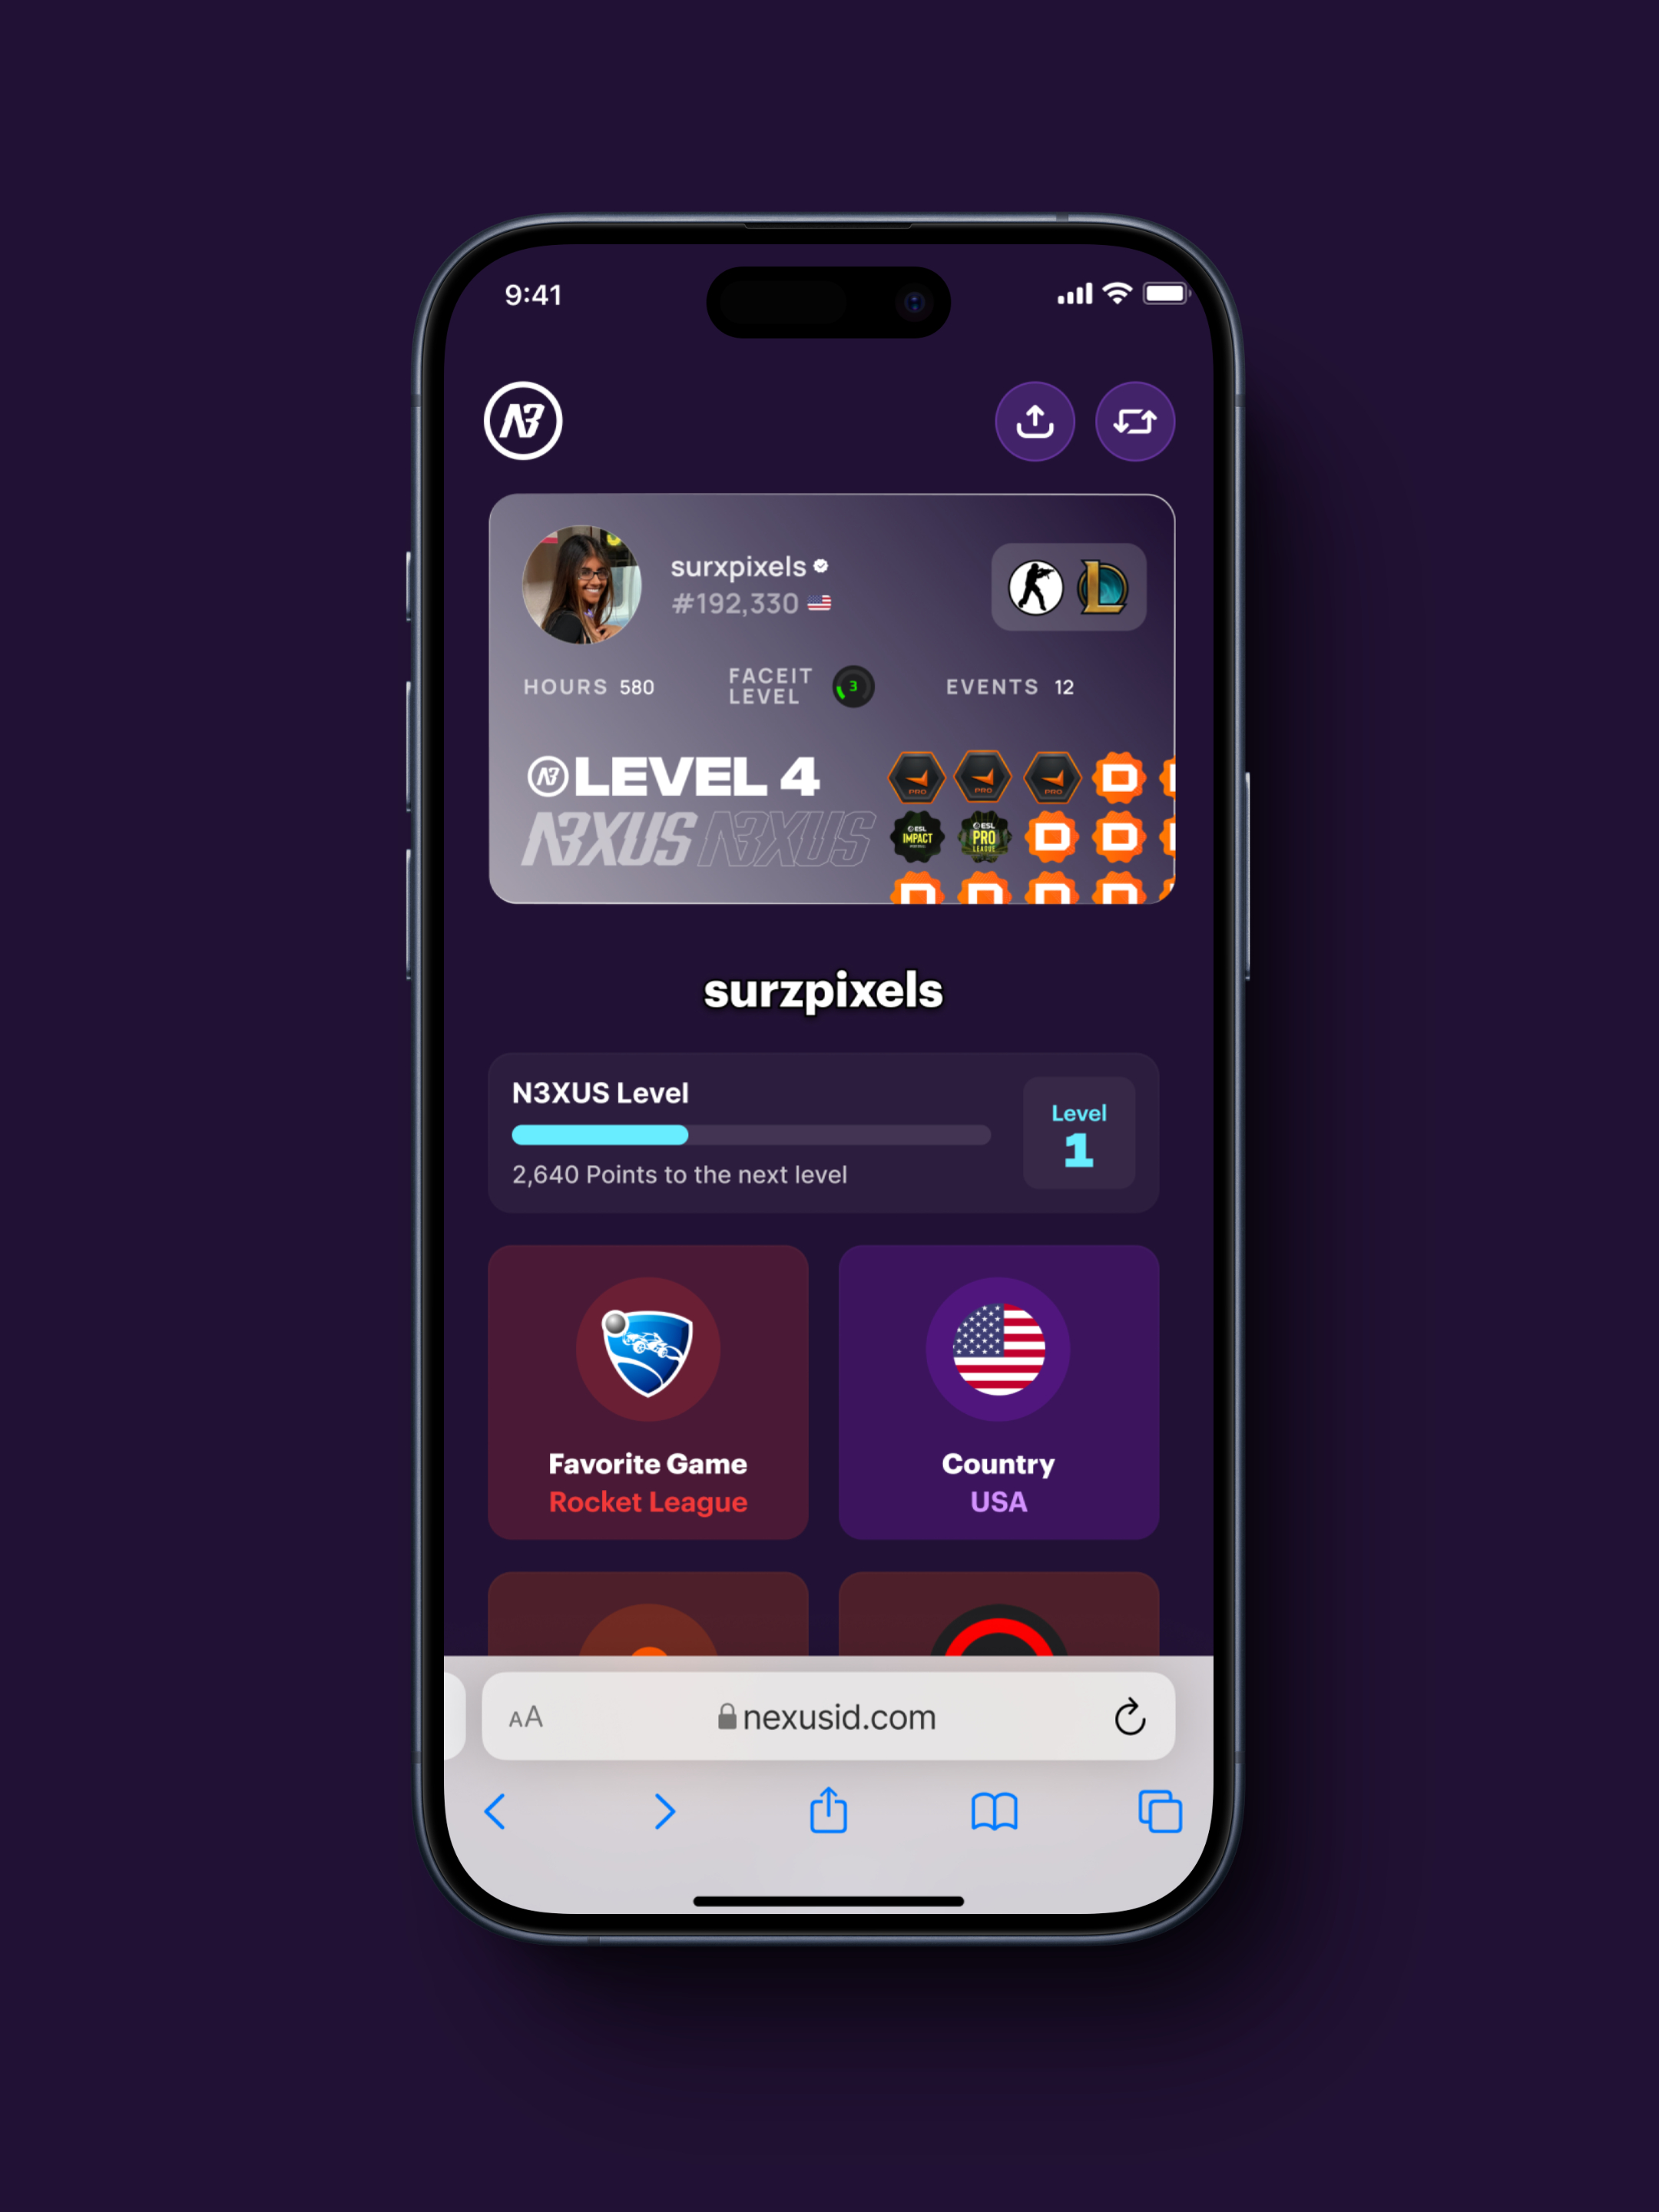 9:41
N3
surxpixels
#192,330
HOURS 580
FACEIT
LEVEL
3
EVENTS 12
N3 LEVEL 4
N3XUS N3XUS
PRO PRO PRO
ESL
IMPACT
ESL
PRO
LEAGUE
surzpixels
N3XUS Level
2,640 Points to the next level
Level
1
Favorite Game
Rocket League
Country
USA
AA
nexusid.com